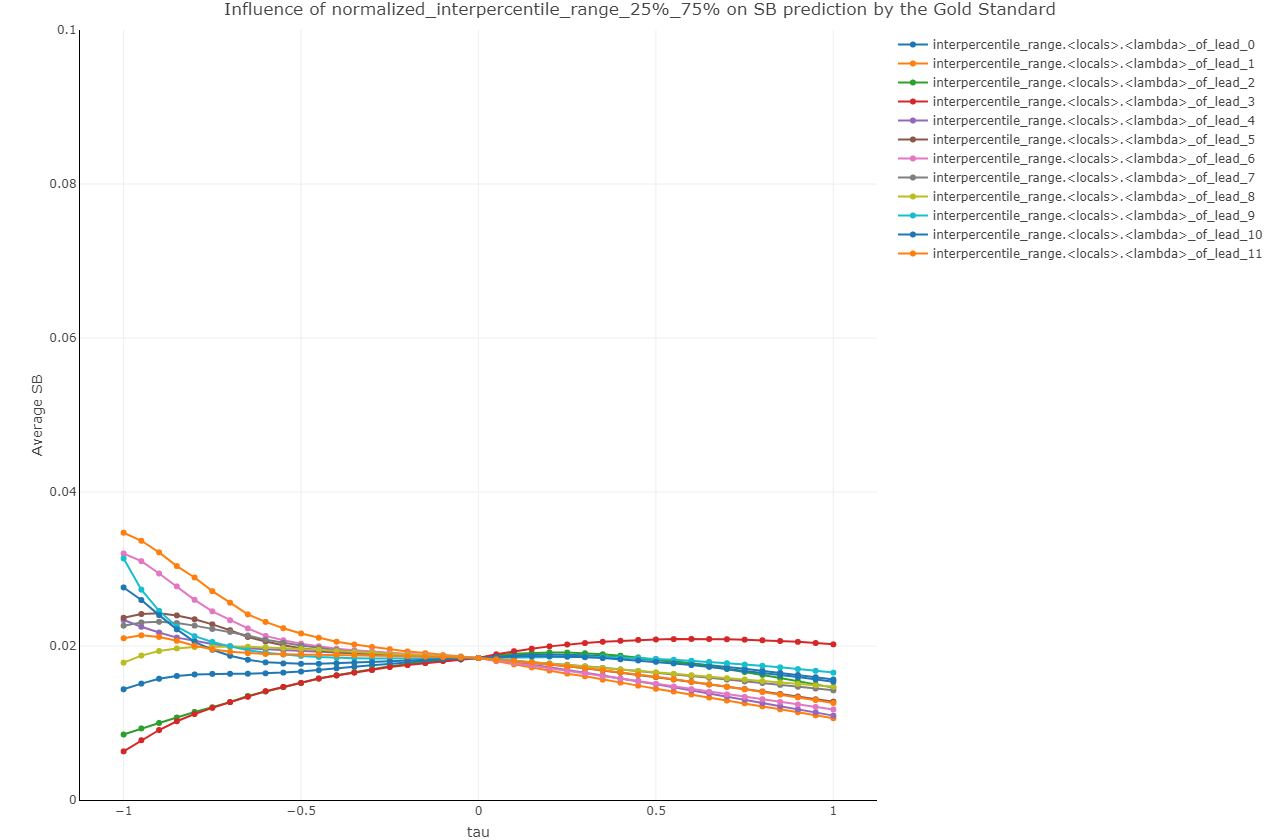 Influence of normalized_interpercentile_range_25%_75% on SB prediction by the Gold Standard
0.1
0.08
0.06
0.04
0.02
0
Average SB
−1
−0.5
0
0.5
1
tau
interpercentile_range.<locals>.<lambda>_of_lead_0
interpercentile_range.<locals>.<lambda>_of_lead_1
interpercentile_range.<locals>.<lambda>_of_lead_2
interpercentile_range.<locals>.<lambda>_of_lead_3
interpercentile_range.<locals>.<lambda>_of_lead_4
interpercentile_range.<locals>.<lambda>_of_lead_5
interpercentile_range.<locals>.<lambda>_of_lead_6
interpercentile_range.<locals>.<lambda>_of_lead_7
interpercentile_range.<locals>.<lambda>_of_lead_8
interpercentile_range.<locals>.<lambda>_of_lead_9
interpercentile_range.<locals>.<lambda>_of_lead_10
interpercentile_range.<locals>.<lambda>_of_lead_11